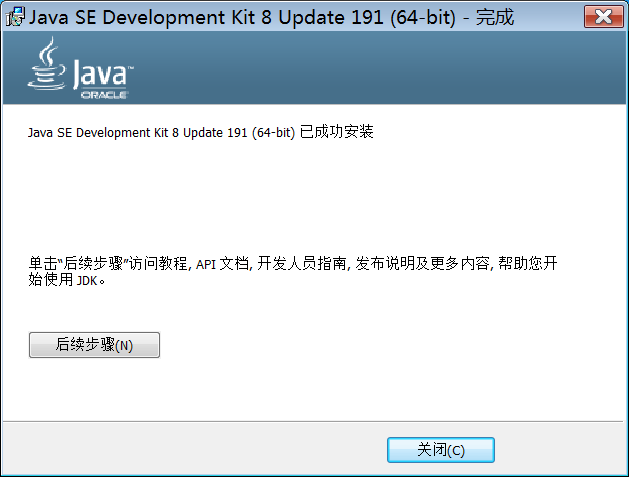 Java SE Development Kit 8 Update 191 (64-bit) - 完成
Java™
ORACLE
Java SE Development Kit 8 Update 191 (64-bit) 已成功安装
单击“后续步骤”访问教程, API 文档, 开发人员指南, 发布说明及更多内容, 帮助您开
始使用 JDK。
后续步骤(N)
关闭(C)